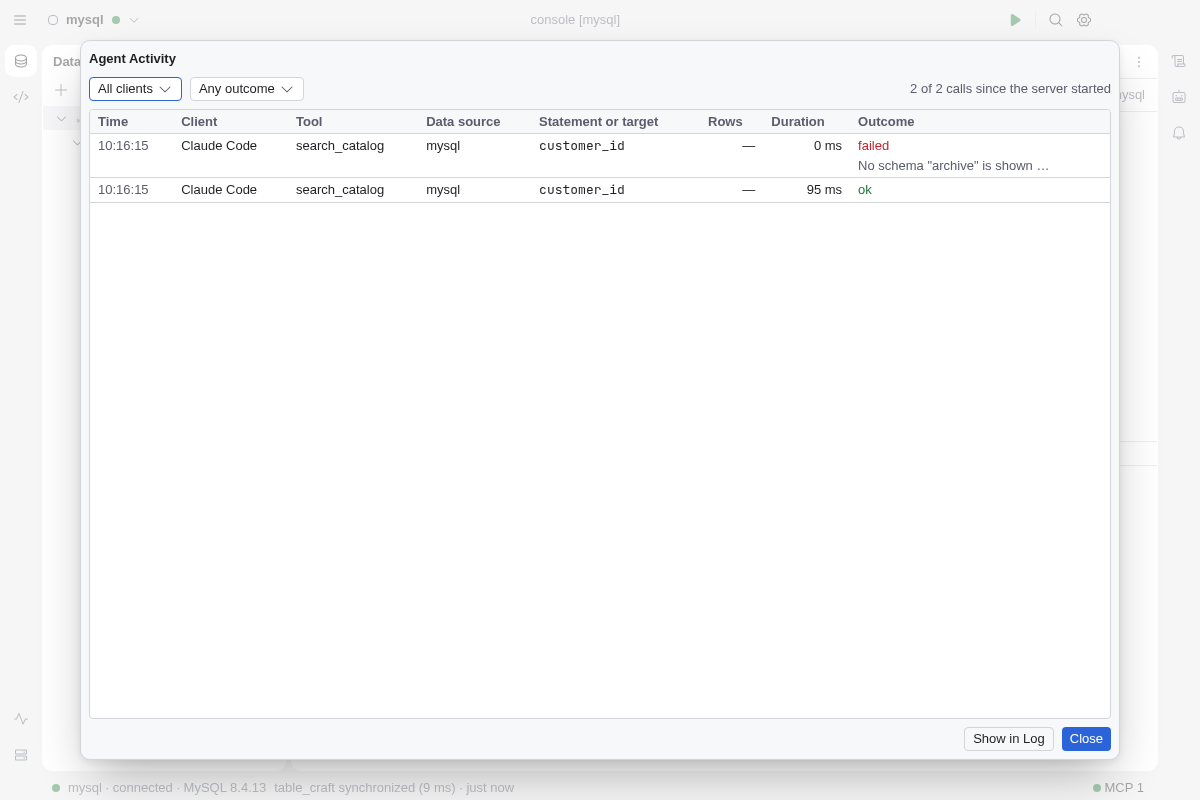 mysql
console [mysql]
Data
Agent Activity
All clients
Any outcome
2 of 2 calls since the server started
Time Client Tool Data source Statement or target Rows Duration Outcome
10:16:15 Claude Code search_catalog mysql customer_id — 0 ms failed
No schema "archive" is shown …
10:16:15 Claude Code search_catalog mysql customer_id — 95 ms ok
ysql
Show in Log
Close
mysql · connected · MySQL 8.4.13 table_craft synchronized (9 ms) · just now
MCP 1